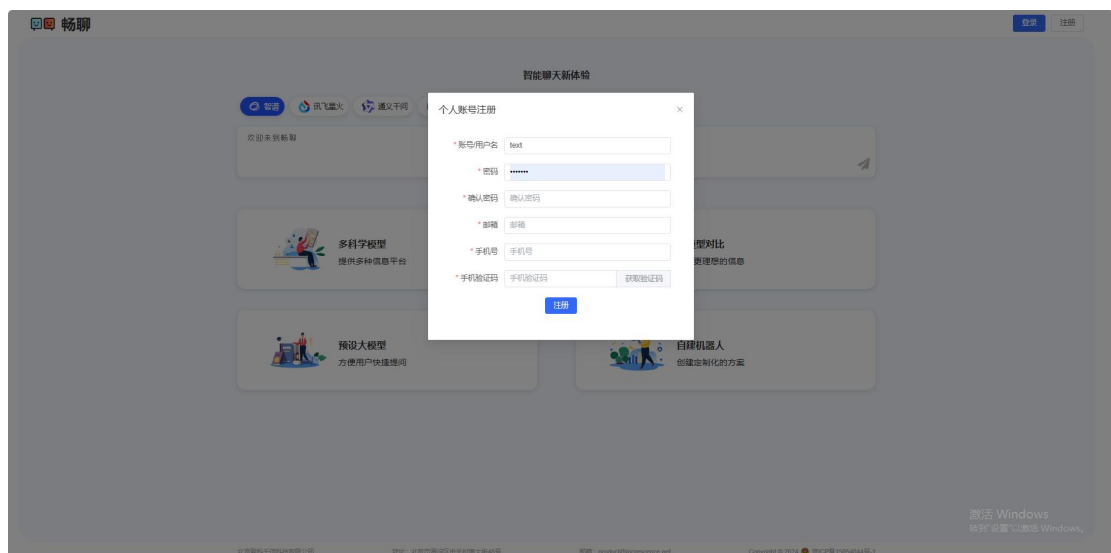 畅聊
登录 注册
智能聊天新体验
智谱 讯飞星火 通义千问
欢迎来到畅聊
个人账号注册 ×
*账号/用户名 text
*密码 •••••••
*确认密码 确认密码
*邮箱 邮箱
*手机号 手机号
*手机验证码 手机验证码 获取验证码
注册
多科学模型
提供多种信息平台
型对比
更理想的信息
预设大模型
方便用户快捷提问
自建机器人
创建定制化的方案
激活 Windows
转到"设置"以激活 Windows。